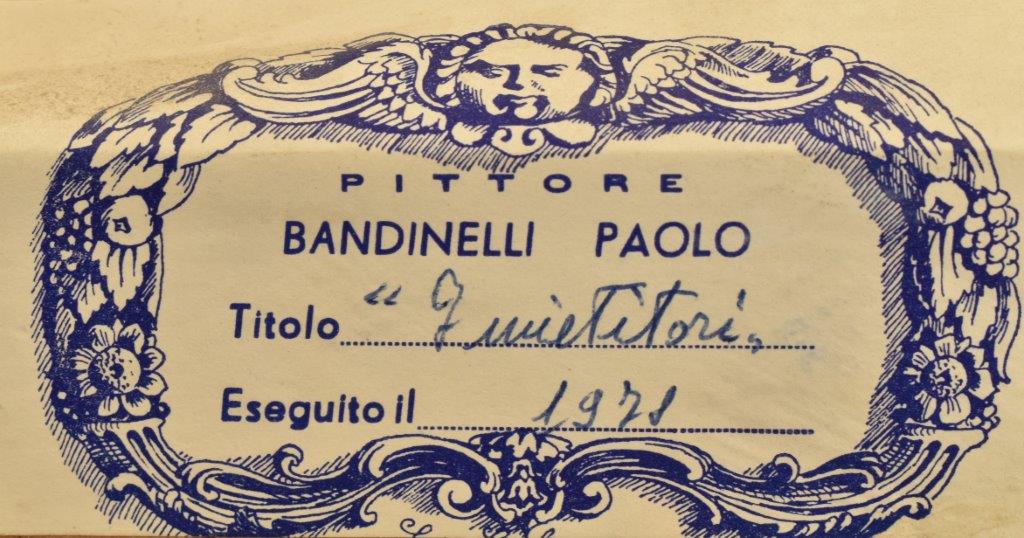 PITTORE
BANDINELLI PAOLO
Titolo "I mietitori"
Eseguito il 1971